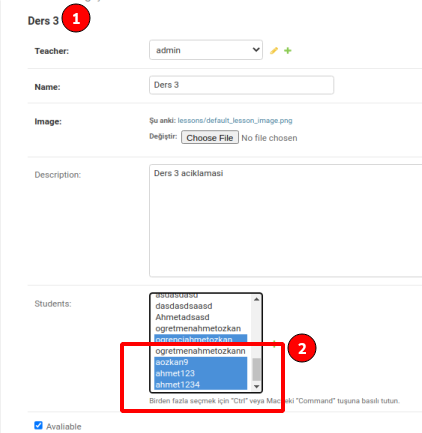 Ders 3
1
Teacher:
admin
Name:
Ders 3
Image:
Şu anki: lessons/default_lesson_image.png
Değiştir: Choose File No file chosen
Description:
Ders 3 aciklamasi
Students:
asdasdasd
dasdasdsaasd
Ahmetadsasd
ogretmenahmetozkan
ogrenciahmetozkan
ogretmenahmetozkann
2
aozkan9
ahmet123
ahmet1234
Birden fazla seçmek için "Ctrl" veya Mac'teki "Command" tuşuna basılı tutun.
Avaliable